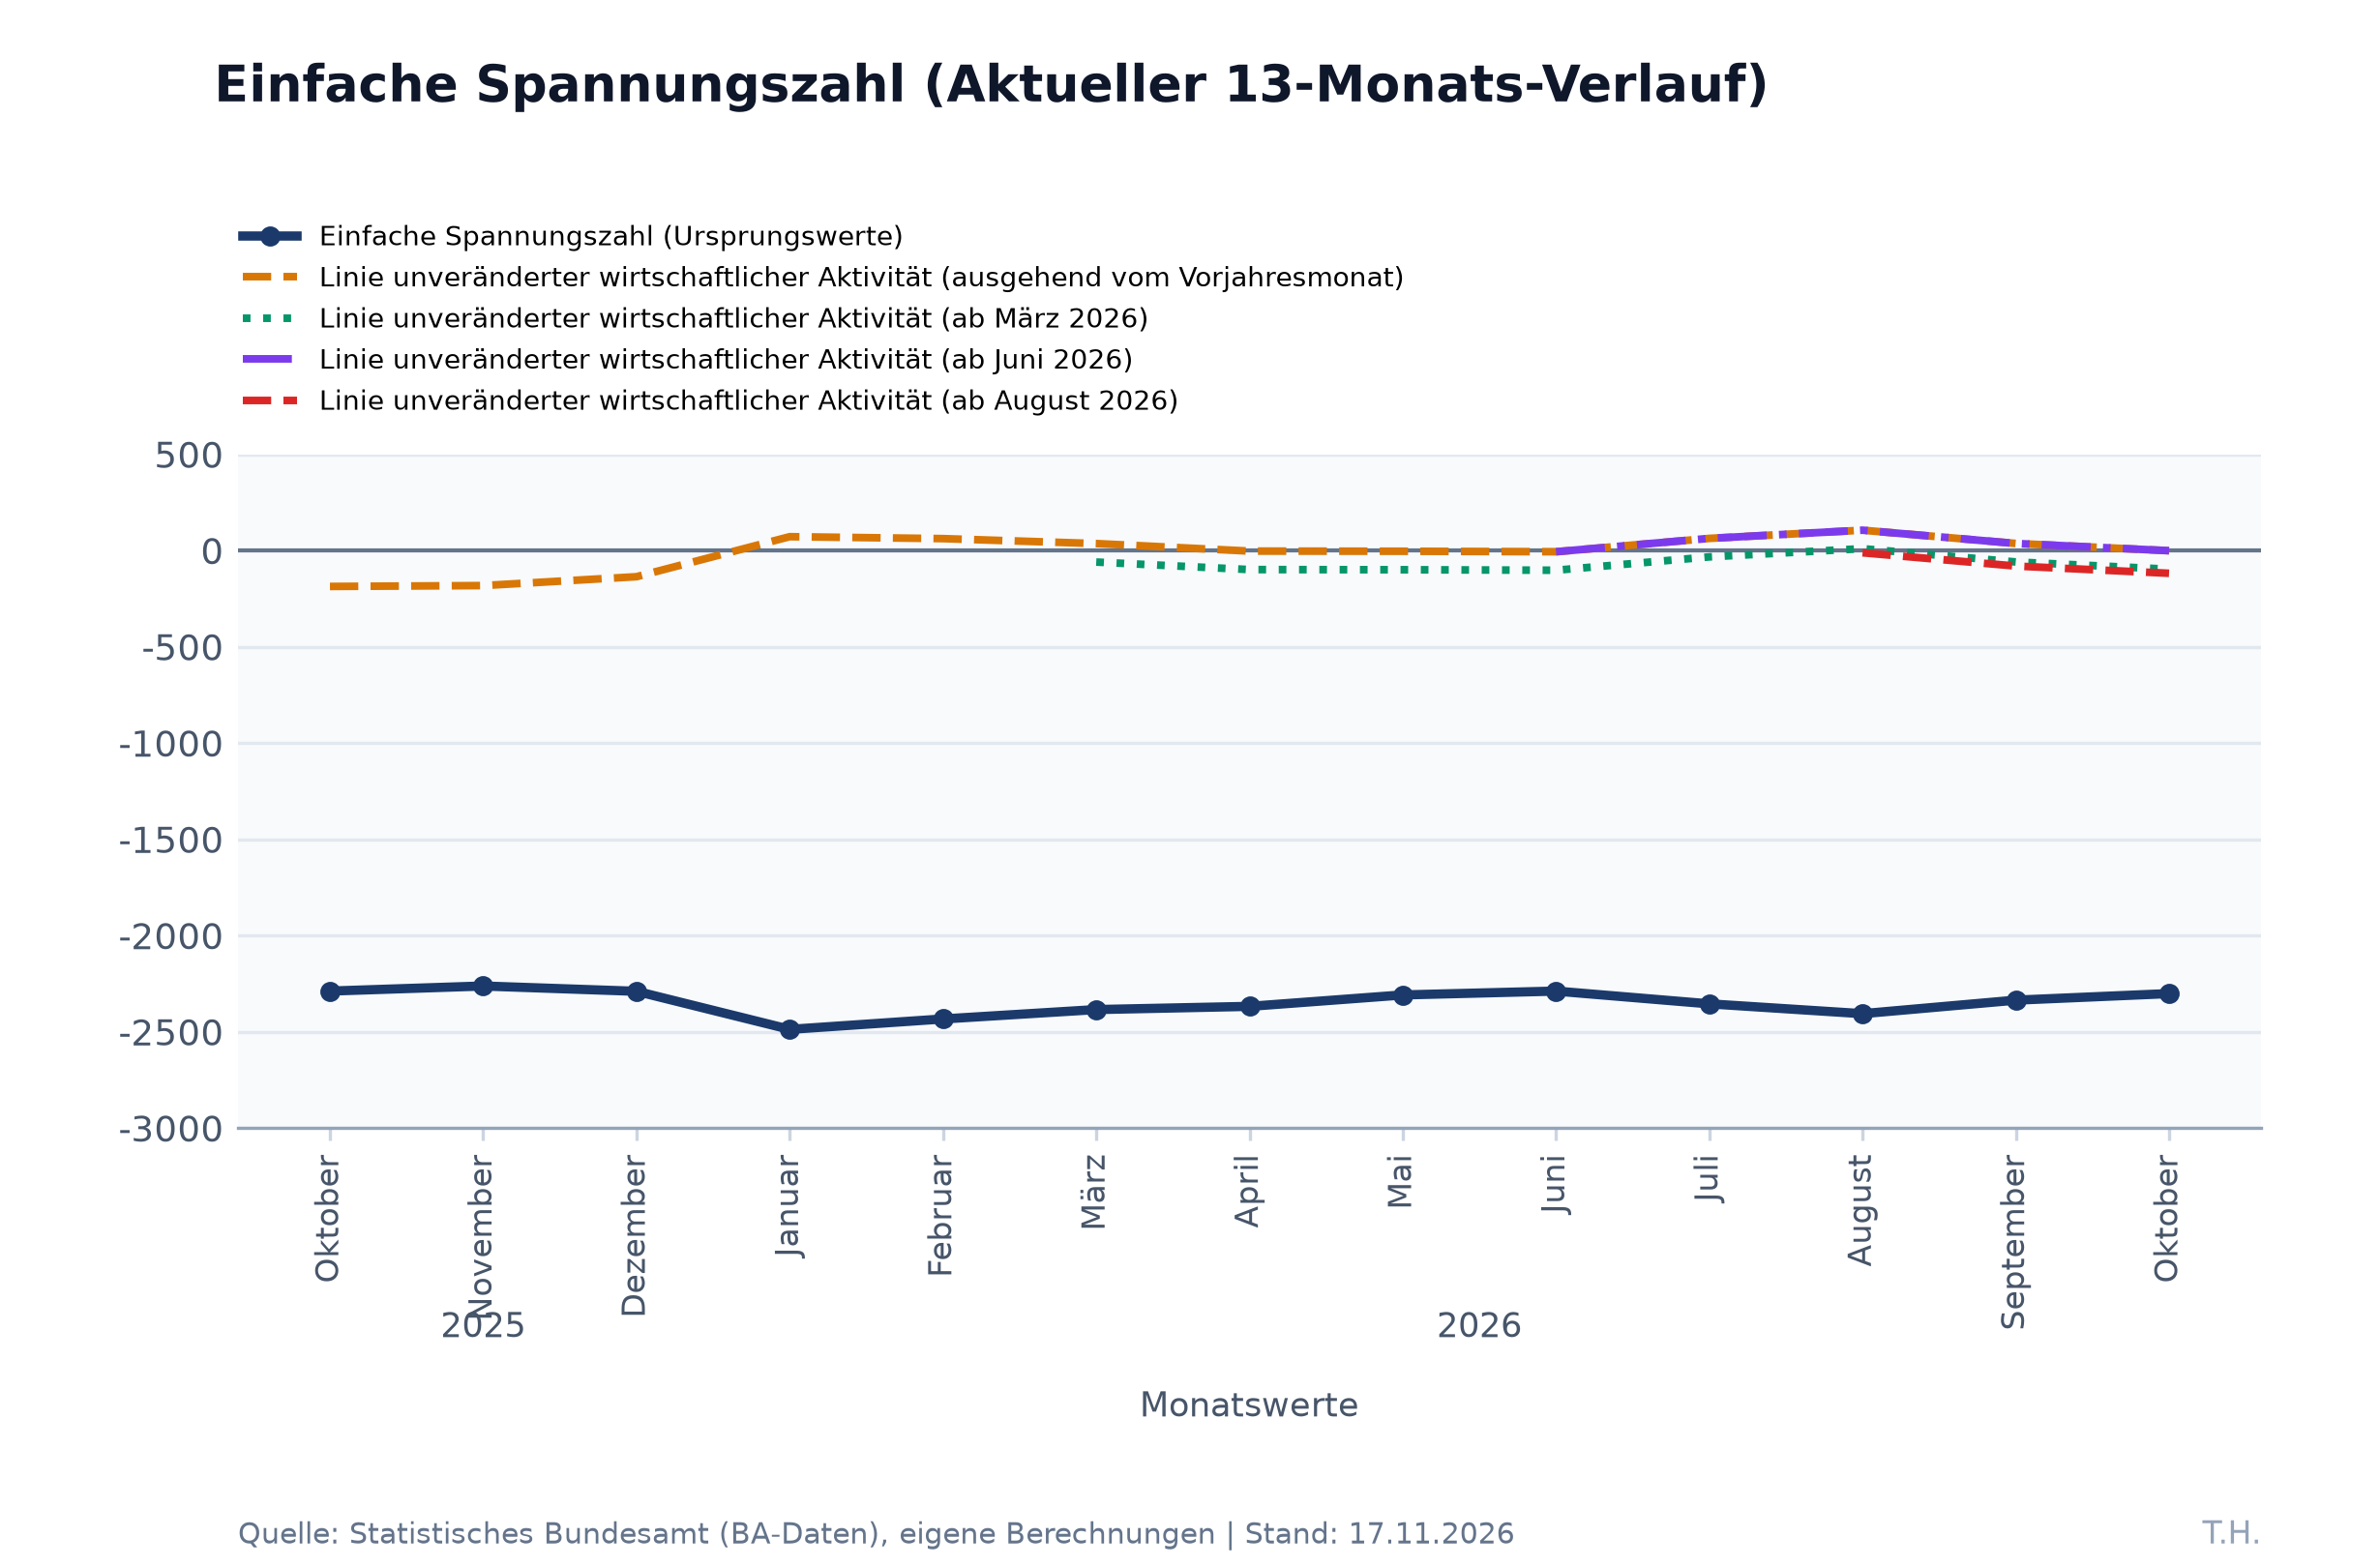 Einfache Spannungszahl (Aktueller 13-Monats-Verlauf)
Einfache Spannungszahl (Ursprungswerte)
Linie unveränderter wirtschaftlicher Aktivität (ausgehend vom Vorjahresmonat)
Linie unveränderter wirtschaftlicher Aktivität (ab März 2026)
Linie unveränderter wirtschaftlicher Aktivität (ab Juni 2026)
Linie unveränderter wirtschaftlicher Aktivität (ab August 2026)
500
0
-500
-1000
-1500
-2000
-2500
-3000
Oktober
November
Dezember
Januar
Februar
März
April
Mai
Juni
Juli
August
September
Oktober
2025
2026
Monatswerte
Quelle: Statistisches Bundesamt (BA-Daten), eigene Berechnungen | Stand: 17.11.2026
T.H.